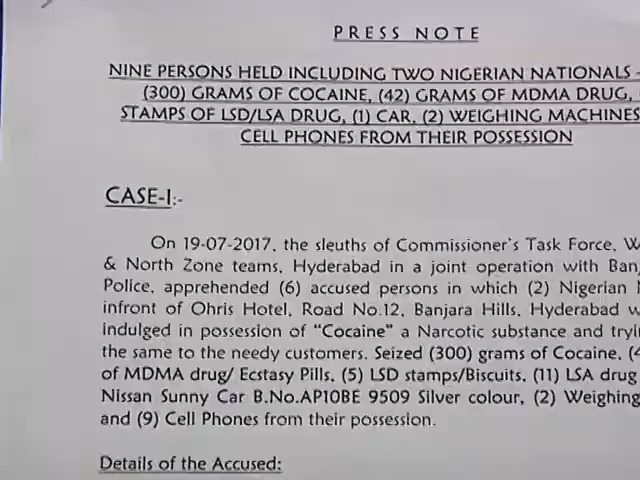 PRESS NOTE
NINE PERSONS HELD INCLUDING TWO NIGERIAN NATIONALS -
(300) GRAMS OF COCAINE, (42) GRAMS OF MDMA DRUG,
STAMPS OF LSD/LSA DRUG, (1) CAR, (2) WEIGHING MACHINES
CELL PHONES FROM THEIR POSSESSION
CASE-I:-
On 19-07-2017, the sleuths of Commissioner's Task Force,
& North Zone teams, Hyderabad in a joint operation with
Police, apprehended (6) accused persons in which (2) Nigerian
infront of Ohris Hotel, Road No.12, Banjara Hills, Hyderabad
indulged in possession of "Cocaine" a Narcotic substance and
the same to the needy customers. Seized (300) grams of Cocaine,
of MDMA drug/ Ecstasy Pills, (5) LSD stamps/Biscuits, (11) LSA drug
Nissan Sunny Car B.No.AP10BE 9509 Silver colour, (2) Weighing
and (9) Cell Phones from their possession.
Details of the Accused: